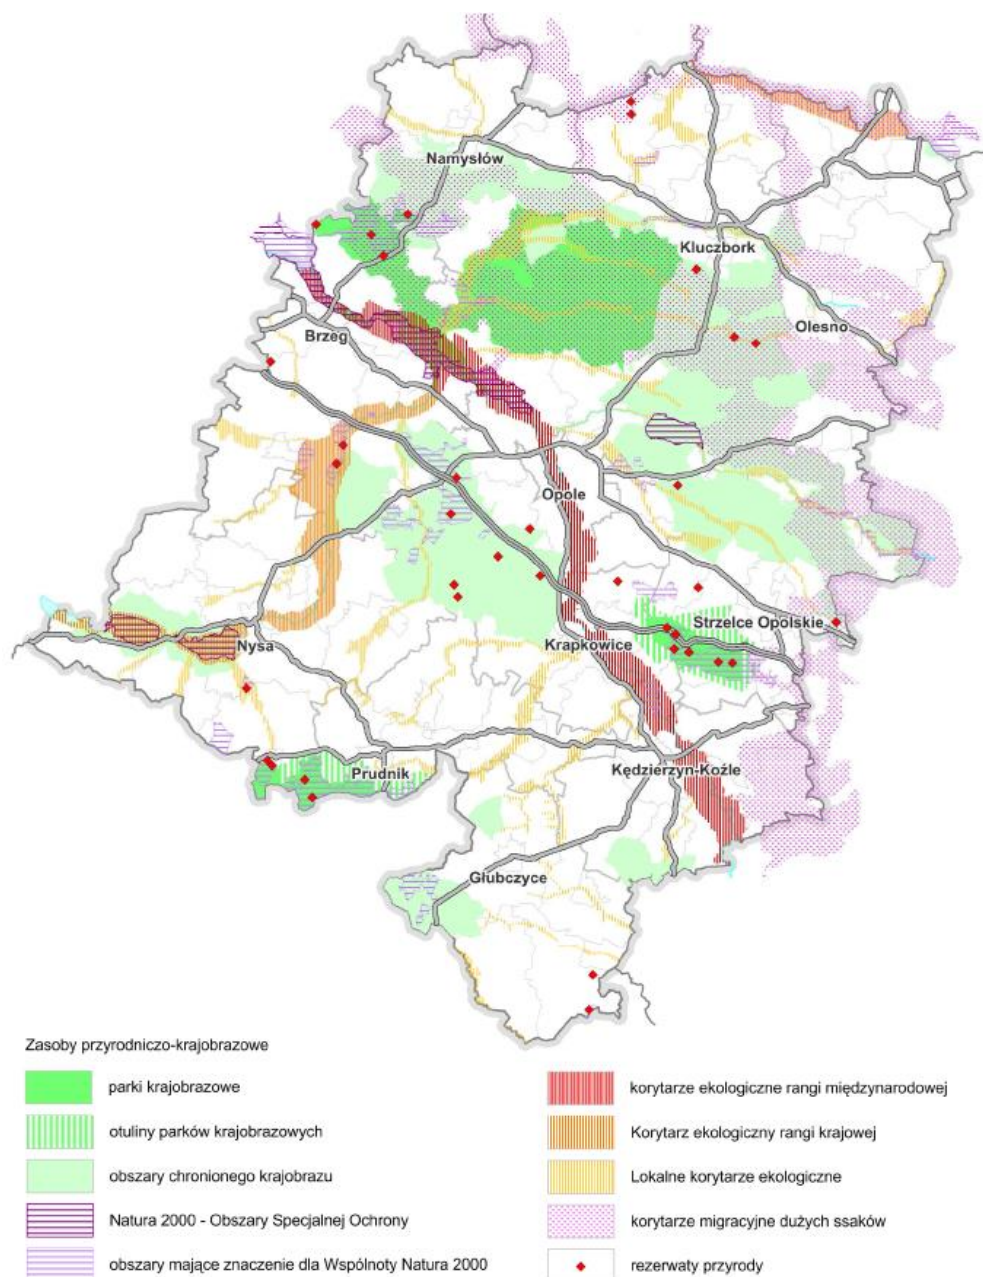 Namysłów
Kluczbork
Brzeg
Olesno
Opole
Strzelce Opolskie
Nysa
Krapkowice
Prudnik
Kędzierzyn-Koźle
Głubczyce
Zasoby przyrodniczo-krajobrazowe
parki krajobrazowe
otuliny parków krajobrazowych
obszary chronionego krajobrazu
Natura 2000 - Obszary Specjalnej Ochrony
obszary mające znaczenie dla Wspólnoty Natura 2000
korytarze ekologiczne rangi międzynarodowej
Korytarz ekologiczny rangi krajowej
Lokalne korytarze ekologiczne
korytarze migracyjne dużych ssaków
rezerwaty przyrody